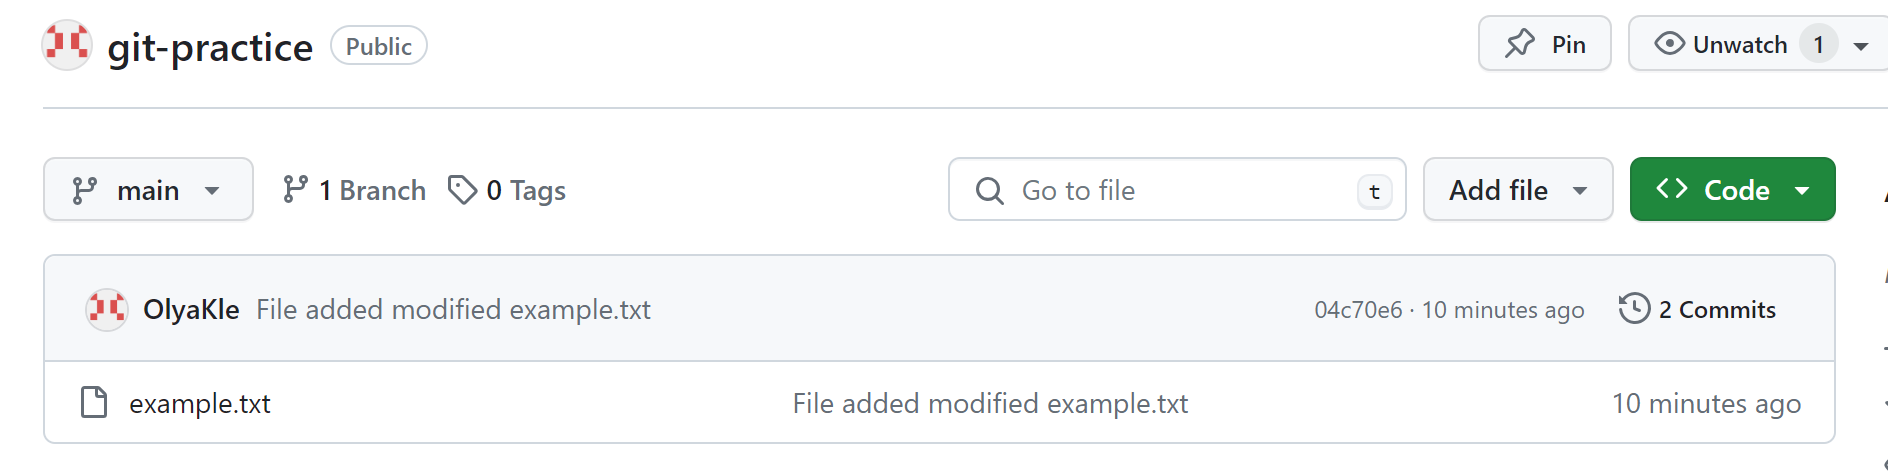 git-practice Public Pin Unwatch 1
main 1 Branch 0 Tags Go to file t Add file Code
OlyaKle File added modified example.txt 04c70e6 · 10 minutes ago 2 Commits
example.txt File added modified example.txt 10 minutes ago